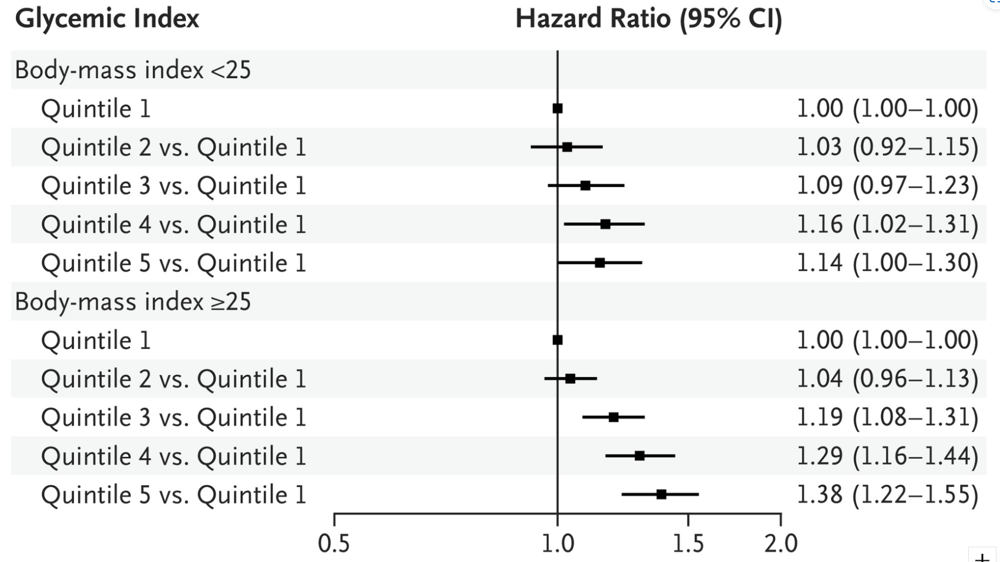 Glycemic Index Hazard Ratio (95% CI)
Body-mass index <25
Quintile 1 1.00 (1.00–1.00)
Quintile 2 vs. Quintile 1 1.03 (0.92–1.15)
Quintile 3 vs. Quintile 1 1.09 (0.97–1.23)
Quintile 4 vs. Quintile 1 1.16 (1.02–1.31)
Quintile 5 vs. Quintile 1 1.14 (1.00–1.30)
Body-mass index ≥25
Quintile 1 1.00 (1.00–1.00)
Quintile 2 vs. Quintile 1 1.04 (0.96–1.13)
Quintile 3 vs. Quintile 1 1.19 (1.08–1.31)
Quintile 4 vs. Quintile 1 1.29 (1.16–1.44)
Quintile 5 vs. Quintile 1 1.38 (1.22–1.55)
0.5 1.0 1.5 2.0